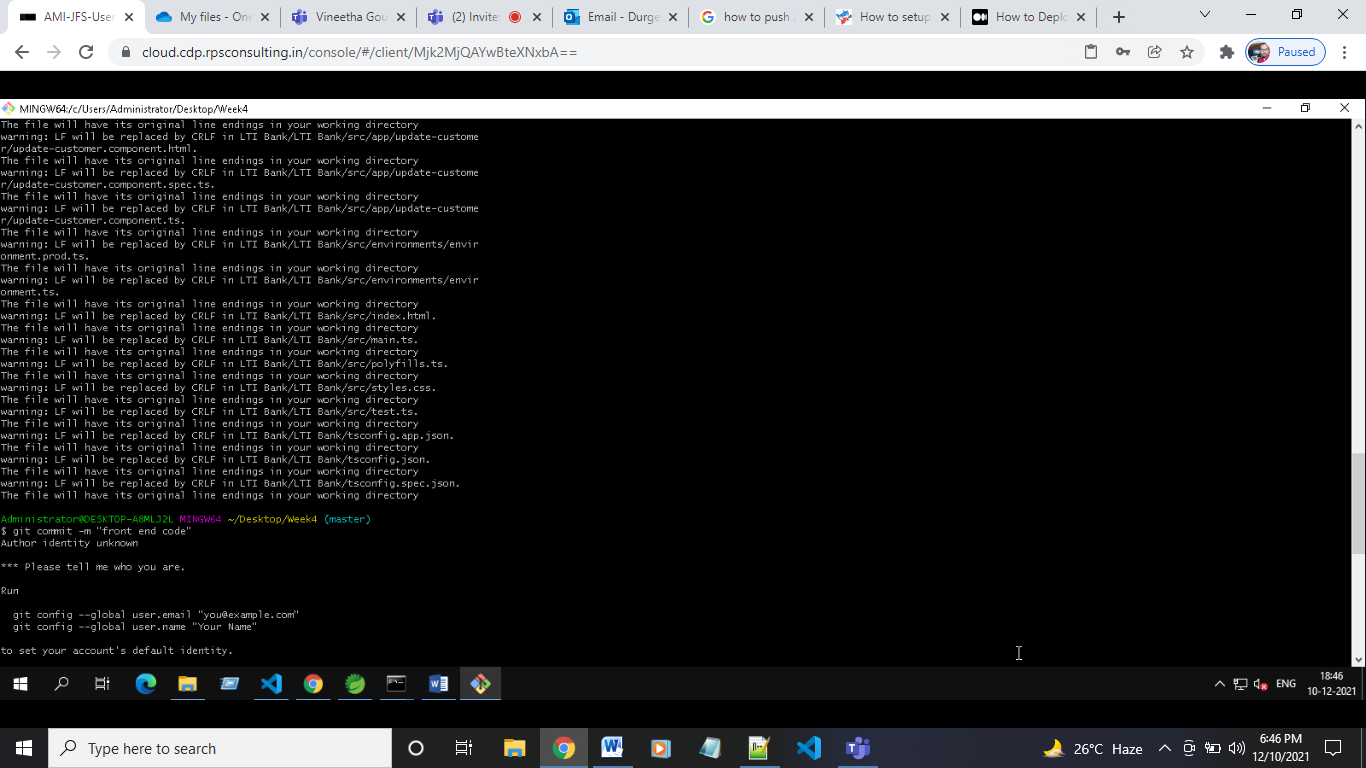 AMI-JFS-User
My files - One
Vineetha Gou
(2) Invite
Email - Durge
how to push a
How to setup
How to Deplo
cloud.cdp.rpsconsulting.in/console/#/client/Mjk2MjQAYwBteXNxbA==
Paused
MINGW64:/c/Users/Administrator/Desktop/Week4
The file will have its original line endings in your working directory
warning: LF will be replaced by CRLF in LTI Bank/LTI Bank/src/app/update-custome
r/update-customer.component.html.
The file will have its original line endings in your working directory
warning: LF will be replaced by CRLF in LTI Bank/LTI Bank/src/app/update-custome
r/update-customer.component.spec.ts.
The file will have its original line endings in your working directory
warning: LF will be replaced by CRLF in LTI Bank/LTI Bank/src/app/update-custome
r/update-customer.component.ts.
The file will have its original line endings in your working directory
warning: LF will be replaced by CRLF in LTI Bank/LTI Bank/src/environments/envir
onment.prod.ts.
The file will have its original line endings in your working directory
warning: LF will be replaced by CRLF in LTI Bank/LTI Bank/src/environments/envir
onment.ts.
The file will have its original line endings in your working directory
warning: LF will be replaced by CRLF in LTI Bank/LTI Bank/src/index.html.
The file will have its original line endings in your working directory
warning: LF will be replaced by CRLF in LTI Bank/LTI Bank/src/main.ts.
The file will have its original line endings in your working directory
warning: LF will be replaced by CRLF in LTI Bank/LTI Bank/src/polyfills.ts.
The file will have its original line endings in your working directory
warning: LF will be replaced by CRLF in LTI Bank/LTI Bank/src/styles.css.
The file will have its original line endings in your working directory
warning: LF will be replaced by CRLF in LTI Bank/LTI Bank/src/test.ts.
The file will have its original line endings in your working directory
warning: LF will be replaced by CRLF in LTI Bank/LTI Bank/tsconfig.app.json.
The file will have its original line endings in your working directory
warning: LF will be replaced by CRLF in LTI Bank/LTI Bank/tsconfig.json.
The file will have its original line endings in your working directory
warning: LF will be replaced by CRLF in LTI Bank/LTI Bank/tsconfig.spec.json.
The file will have its original line endings in your working directory
Administrator@DESKTOP-A8MLJ2L MINGW64 ~/Desktop/Week4 (master)
$ git commit -m "front end code"
Author identity unknown
*** Please tell me who you are.
Run
git config --global user.email "you@example.com"
git config --global user.name "Your Name"
to set your account's default identity.
ENG
18:46
10-12-2021
Type here to search
26°C Haze
6:46 PM
12/10/2021